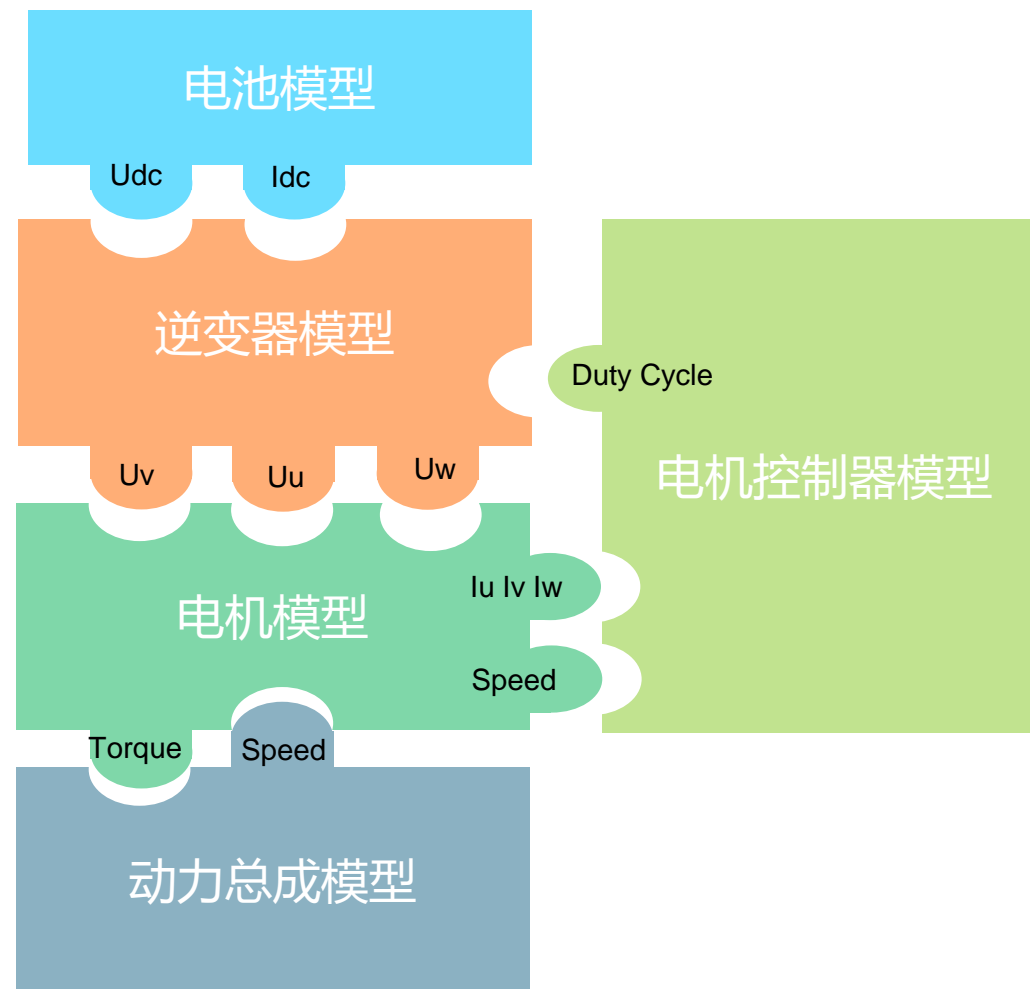 电池模型
Udc Idc
逆变器模型
Duty Cycle
Uv Uu Uw
电机控制器模型
Iu Iv Iw
电机模型
Speed
Torque Speed
动力总成模型